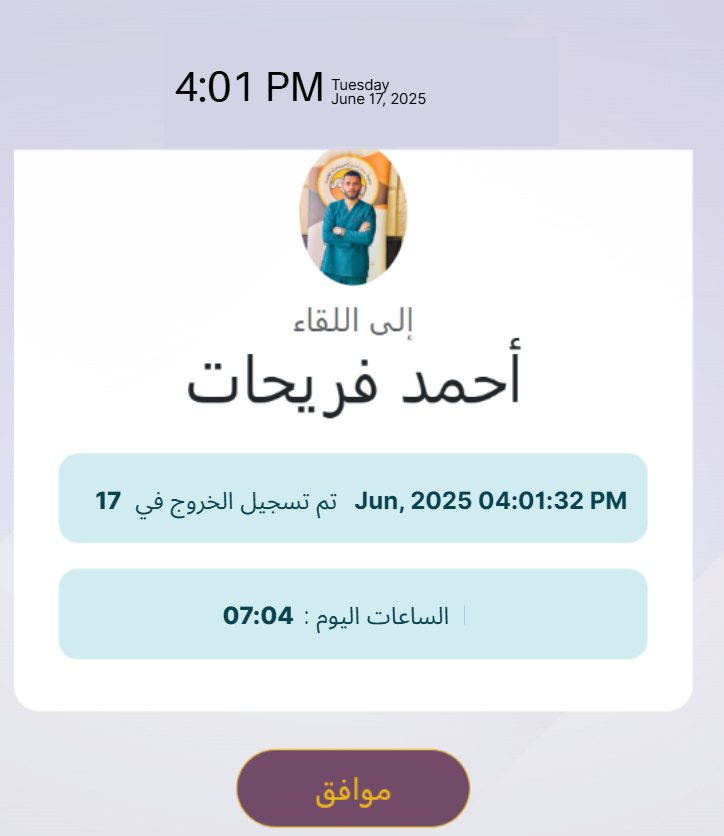 4:01 PM
Tuesday
June 17, 2025
إلى اللقاء
أحمد فريحات
تم تسجيل الخروج في 17 Jun, 2025 04:01:32 PM
الساعات اليوم : 07:04
موافق